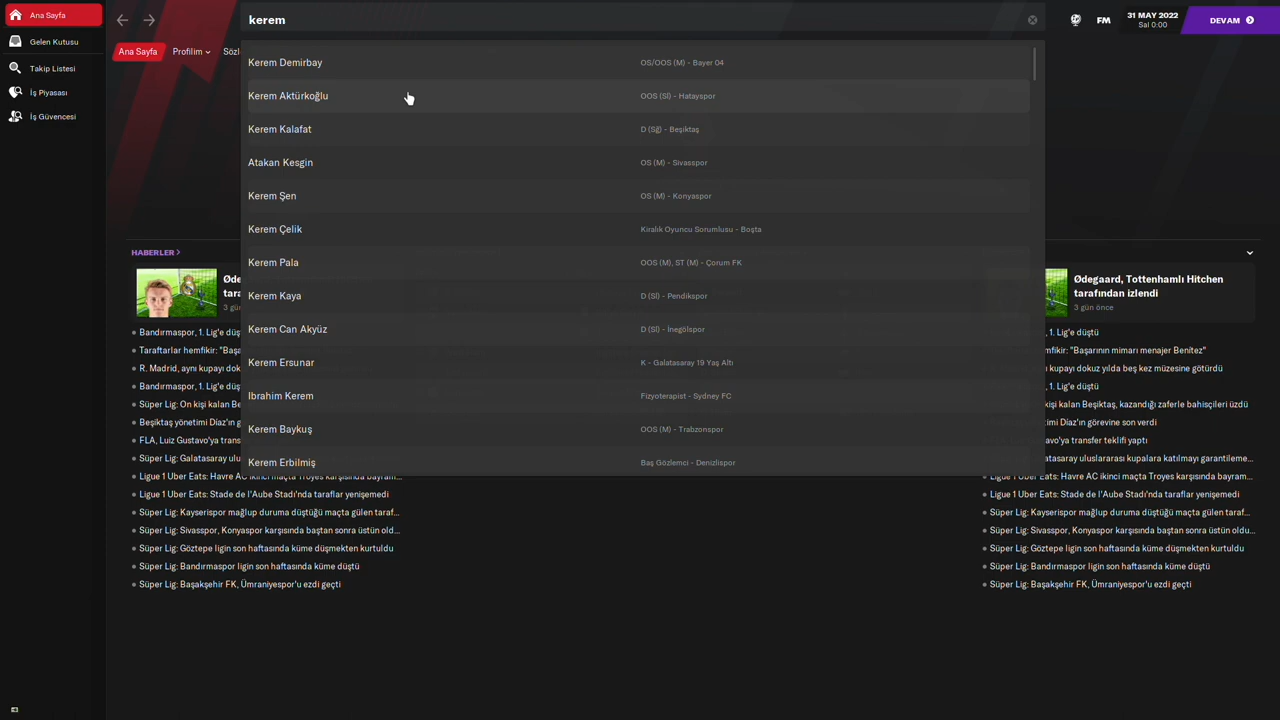 Ana Sayfa
Gelen Kutusu
Takip Listesi
İş Piyasası
İş Güvencesi
kerem
FM
31 MAY 2022
Sal 0:00
DEVAM
Ana Sayfa
Profilim
Sözl
Kerem Demirbay OS/OOS (M) - Bayer 04
Kerem Aktürkoğlu OOS (Sl) - Hatayspor
Kerem Kalafat D (Sğ) - Beşiktaş
Atakan Kesgin OS (M) - Sivasspor
Kerem Şen OS (M) - Konyaspor
Kerem Çelik Kiralık Oyuncu Sorumlusu - Boşta
Kerem Pala OOS (M), ST (M) - Çorum FK
Kerem Kaya D (Sl) - Pendikspor
Kerem Can Akyüz D (Sl) - İnegölspor
Kerem Ersunar K - Galatasaray 19 Yaş Altı
Ibrahim Kerem Fizyoterapist - Sydney FC
Kerem Baykuş OOS (M) - Trabzonspor
Kerem Erbilmiş Baş Gözlemci - Denizlispor
HABERLER
Øde
tara
3 gün
Bandırmaspor, 1. Lig'e düşt
Taraftarlar hemfikir: "Başa
R. Madrid, aynı kupayı dok
Bandırmaspor, 1. Lig'e düşt
Süper Lig: On kişi kalan Be
Beşiktaş yönetimi Díaz'ın g
FLA, Luiz Gustavo'ya trans
Süper Lig: Galatasaray ulu
Ligue 1 Uber Eats: Havre AC ikinci maçta Troyes karşısında bayram...
Ligue 1 Uber Eats: Stade de l'Aube Stadı'nda taraflar yenişemedi
Süper Lig: Kayserispor mağlup duruma düştüğü maçta gülen taraf...
Süper Lig: Sivasspor, Konyaspor karşısında baştan sonra üstün old...
Süper Lig: Göztepe ligin son haftasında küme düşmekten kurtuldu
Süper Lig: Bandırmaspor ligin son haftasında küme düştü
Süper Lig: Başakşehir FK, Ümraniyespor'u ezdi geçti
Ødegaard, Tottenhamlı Hitchen
tarafından izlendi
3 gün önce
1. Lig'e düştü
mfikir: "Başarının mimarı menajer Benítez"
kupayı dokuz yılda beş kez müzesine götürdü
1. Lig'e düştü
kişi kalan Beşiktaş, kazandığı zaferle bahisçileri üzdü
timi Díaz'ın görevine son verdi
avo'ya transfer teklifi yaptı
atasaray uluslararası kupalara katılmayı garantileme...
Ligue 1 Uber Eats: Havre AC ikinci maçta Troyes karşısında bayram...
Ligue 1 Uber Eats: Stade de l'Aube Stadı'nda taraflar yenişemedi
Süper Lig: Kayserispor mağlup duruma düştüğü maçta gülen taraf...
Süper Lig: Sivasspor, Konyaspor karşısında baştan sonra üstün old...
Süper Lig: Göztepe ligin son haftasında küme düşmekten kurtuldu
Süper Lig: Bandırmaspor ligin son haftasında küme düştü
Süper Lig: Başakşehir FK, Ümraniyespor'u ezdi geçti